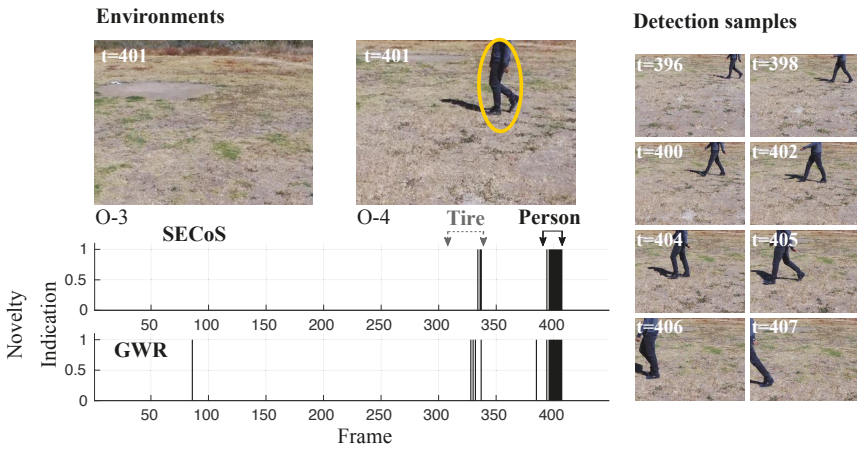 Environments
Detection samples
t=401
t=401
O-3
O-4
t=396
t=398
t=400
t=402
t=404
t=405
t=406
t=407
Tire
Person
SECoS
1
0.5
0
50 100 150 200 250 300 350 400
GWR
1
0.5
0
50 100 150 200 250 300 350 400
Novelty
Indication
Frame